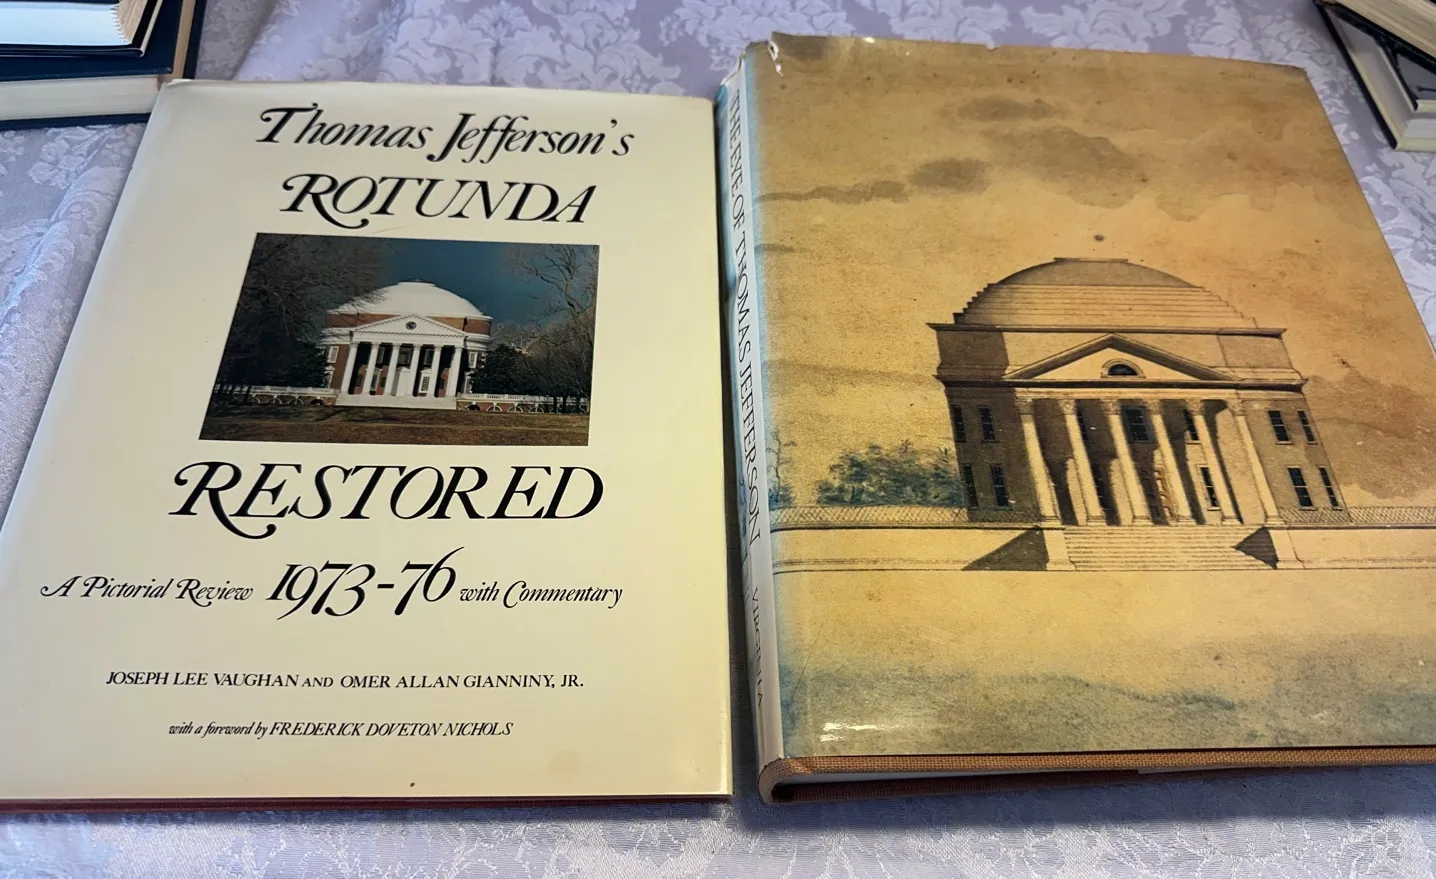 Thomas Jefferson's
ROTUNDA
RESTORED
A Pictorial Review 1973-76 with Commentary
JOSEPH LEE VAUGHAN AND OMER ALLAN GIANNINY, JR.
with a foreword by FREDERICK DOVETON NICHOLS
THE EYE OF THOMAS JEFFERSON
VIRGINIA